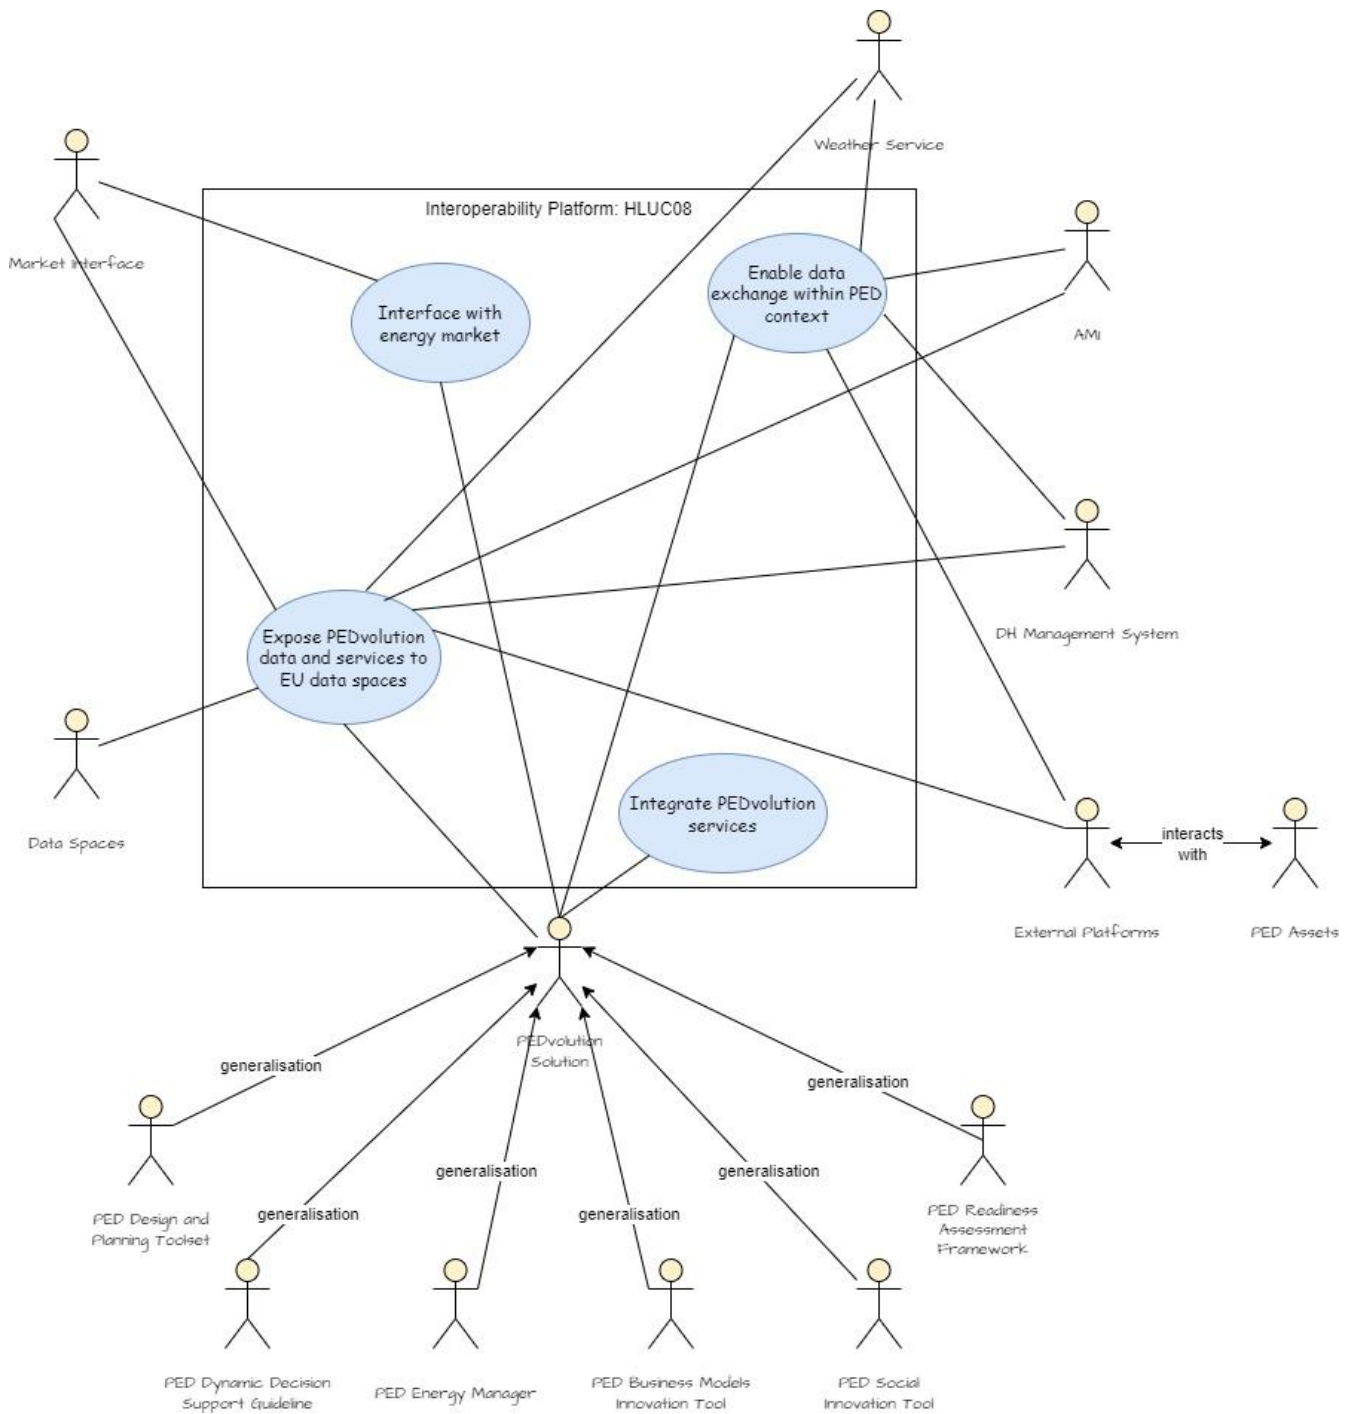 Weather Service
Market Interface
Interoperability Platform: HLUC08
Interface with
energy market
Enable data
exchange within PED
context
AMI
DH Management System
Expose PEDvolution
data and services to
EU data spaces
Data Spaces
Integrate PEDvolution
services
interacts
with
External Platforms
PED Assets
PEDvolution
Solution
generalisation
generalisation
generalisation
generalisation
generalisation
generalisation
PED Design and
Planning Toolset
PED Readiness
Assessment
Framework
PED Dynamic Decision
Support Guideline
PED Energy Manager
PED Business Models
Innovation Tool
PED Social
Innovation Tool